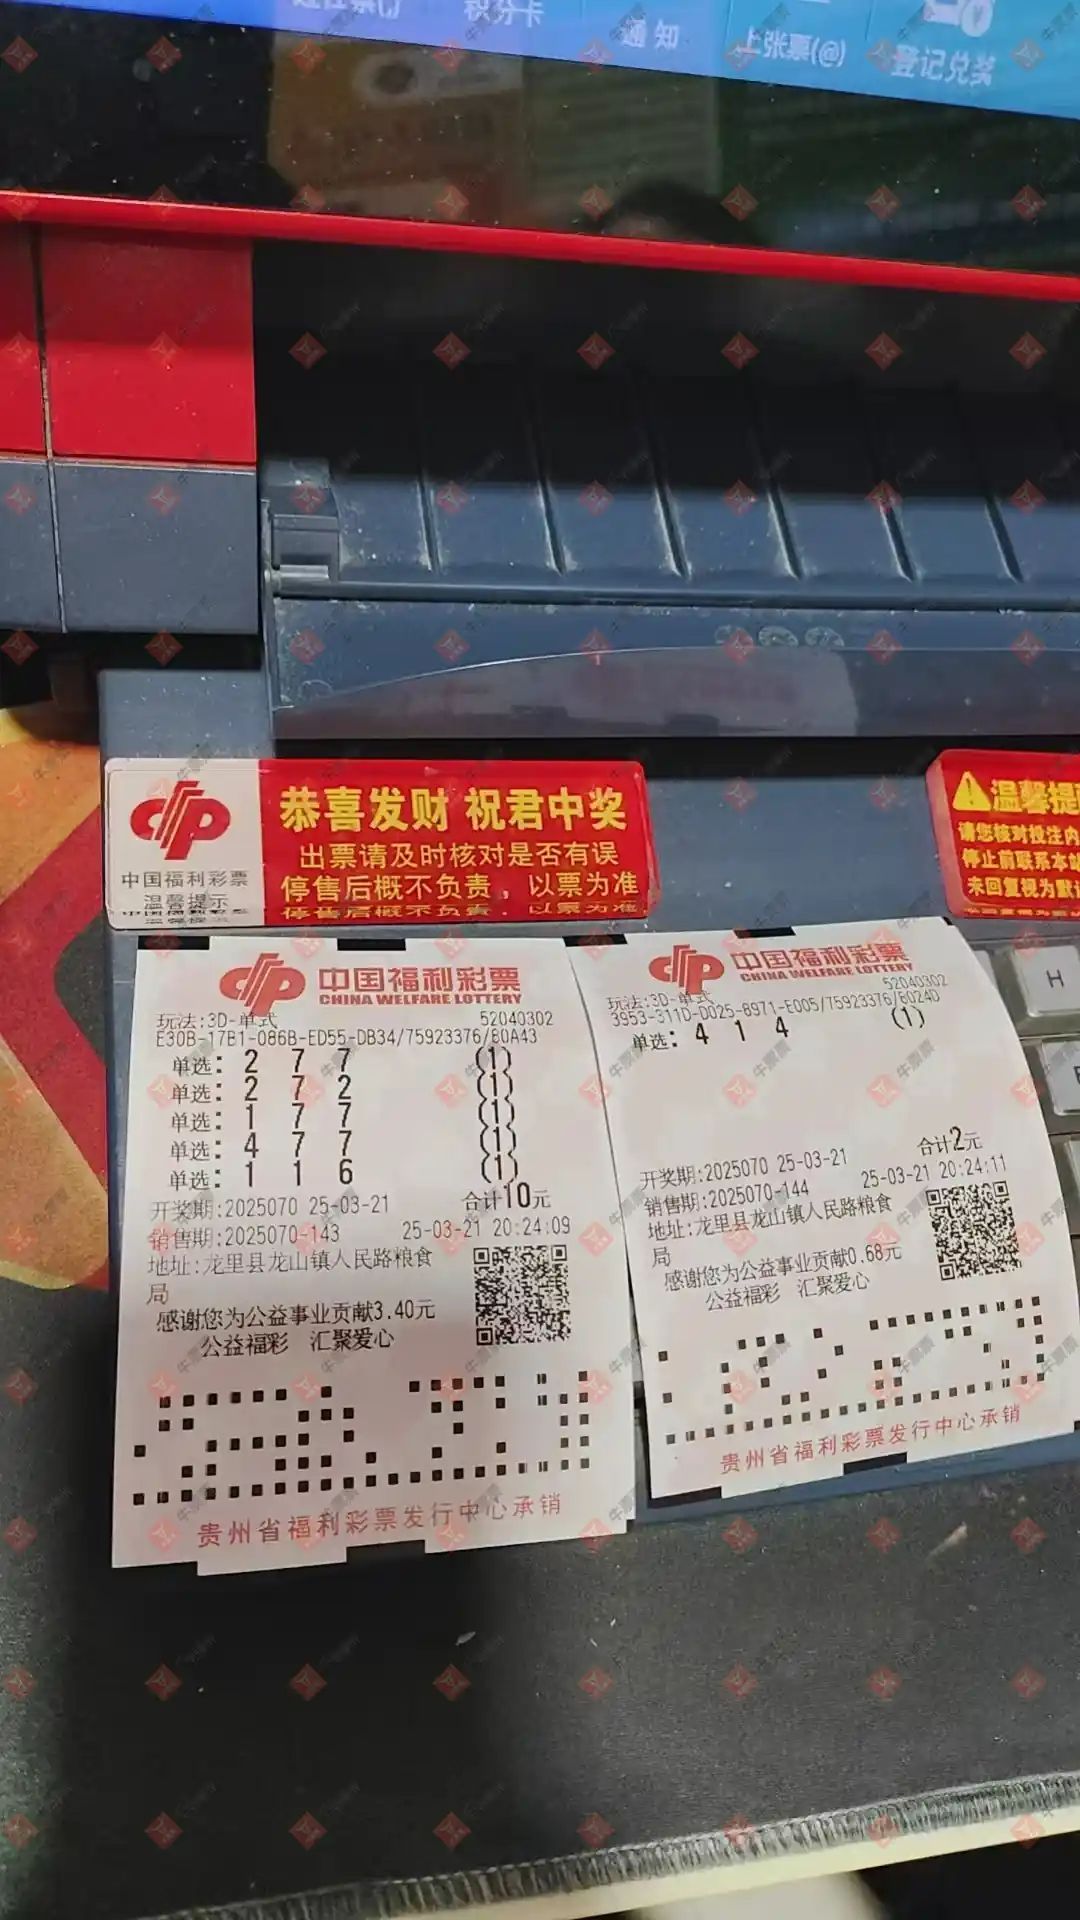 积分卡
通 知
上张票(@)
登记兑奖
中国福利彩票
温馨提示
恭喜发财 祝君中奖
出票请及时核对是否有误
停售后概不负责，以票为准
请您核对投注内
停止前联系本站
未回复视为默认
H
中国福利彩票
CHINA WELFARE LOTTERY
玩法:3D-单式 52040302
E30B-17B1-086B-ED55-DB34/75923376/80A43
单选: 2 7 7 (1)
单选: 2 7 2 (1)
单选: 1 7 7 (1)
单选: 4 7 7 (1)
单选: 1 1 6 (1)
合计10元
开奖期:2025070 25-03-21
销售期:2025070-143 25-03-21 20:24:09
地址:龙里县龙山镇人民路粮食
局
感谢您为公益事业贡献3.40元
公益福彩 汇聚爱心
贵州省福利彩票发行中心承销
中国福利彩票
CHINA WELFARE LOTTERY
玩法:3D-单式 52040302
3953-311D-D025-8971-E005/75923376/8024D
单选: 4 1 4 (1)
合计2元
开奖期:2025070 25-03-21
销售期:2025070-144 25-03-21 20:24:11
地址:龙里县龙山镇人民路粮食
局
感谢您为公益事业贡献0.68元
公益福彩 汇聚爱心
贵州省福利彩票发行中心承销